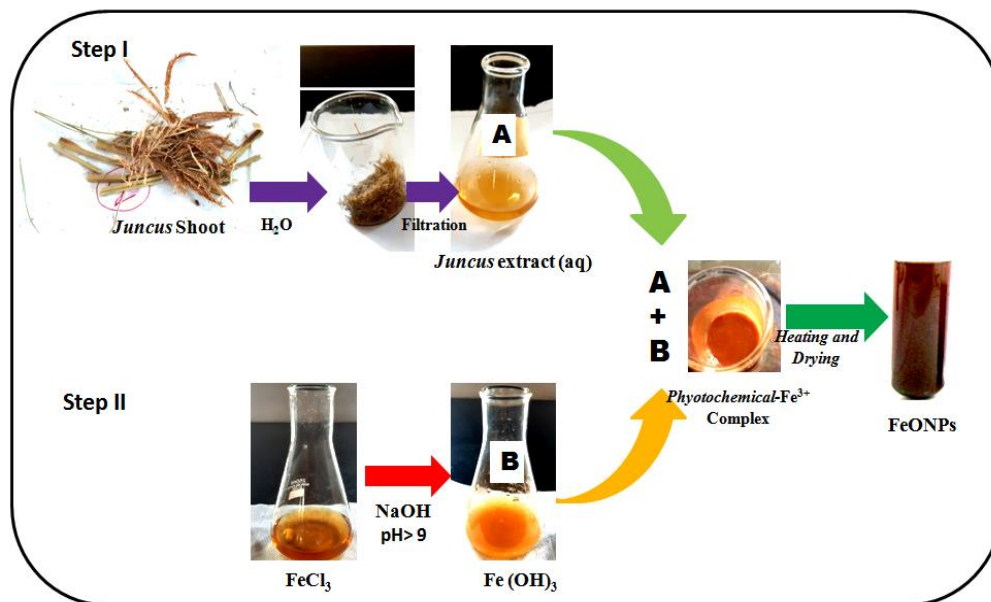 Step I
Juncus Shoot
H₂O
Filtration
A
Juncus extract (aq)
A
+
B
Phyotochemical-Fe³⁺
Complex
Heating and
Drying
FeONPs
Step II
FeCl₃
NaOH
pH> 9
B
Fe (OH)₃